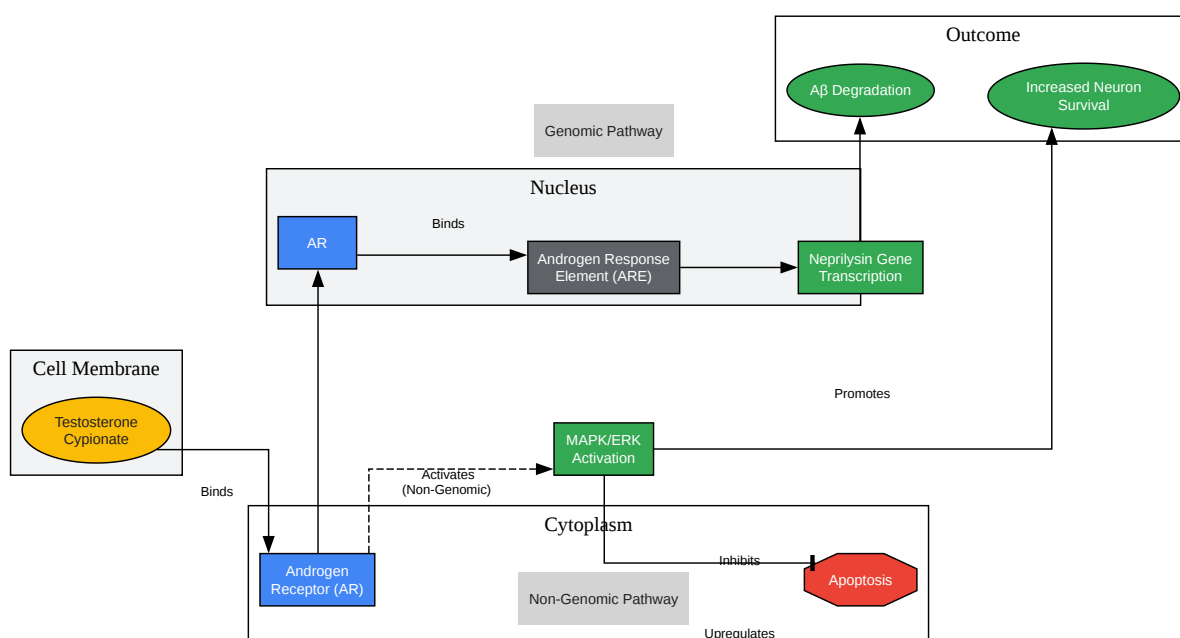 Outcome
Aβ Degradation
Increased Neuron
Survival
Genomic Pathway
Nucleus
AR
Binds
Androgen Response
Element (ARE)
Neprilysin Gene
Transcription
Cell Membrane
Testosterone
Cypionate
Promotes
MAPK/ERK
Activation
Activates
(Non-Genomic)
Binds
Cytoplasm
Inhibits
Androgen
Receptor (AR)
Non-Genomic Pathway
Apoptosis
Upregulates